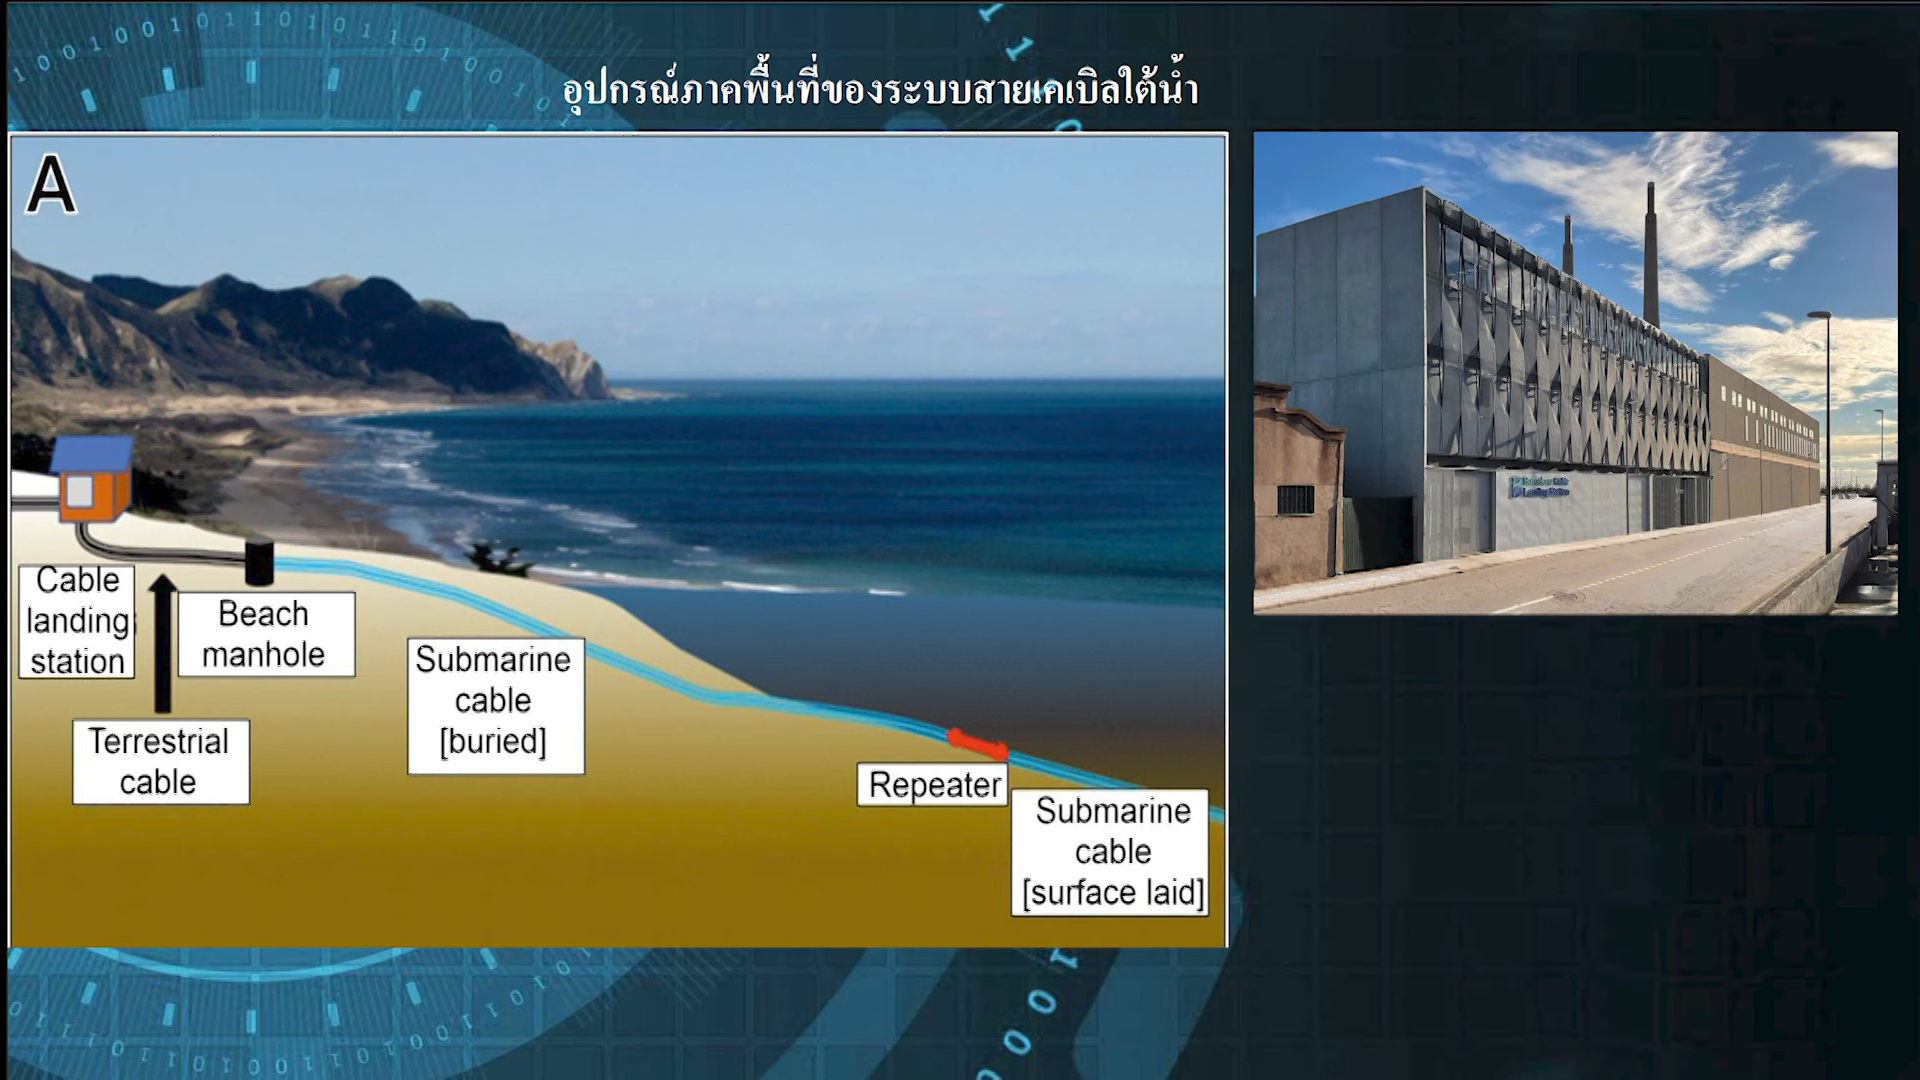 อุปกรณ์ภาคพื้นที่ของระบบสายเคเบิลใต้น้ำ
A
Cable
landing
station
Beach
manhole
Terrestrial
cable
Submarine
cable
[buried]
Repeater
Submarine
cable
[surface laid]
Landing Station